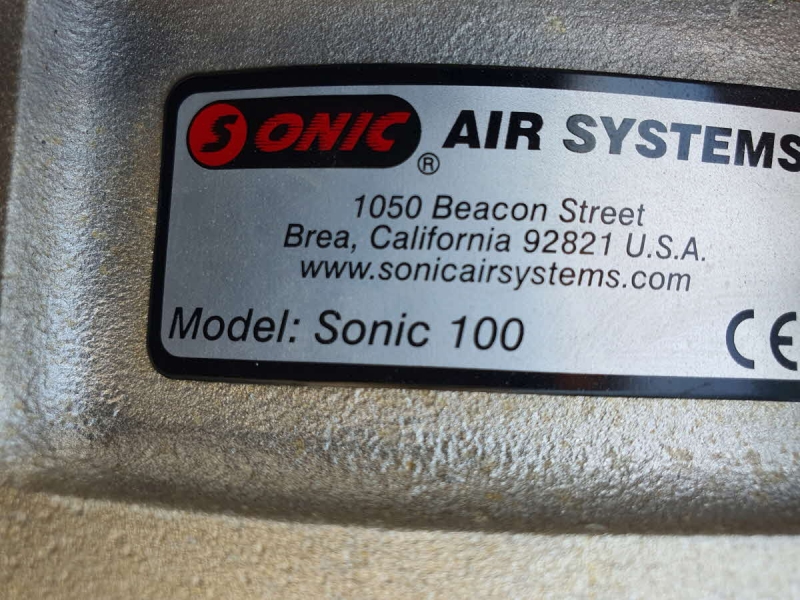 SONIC® AIR SYSTEMS
1050 Beacon Street
Brea, California 92821 U.S.A.
www.sonicairsystems.com
Model: Sonic 100 CE